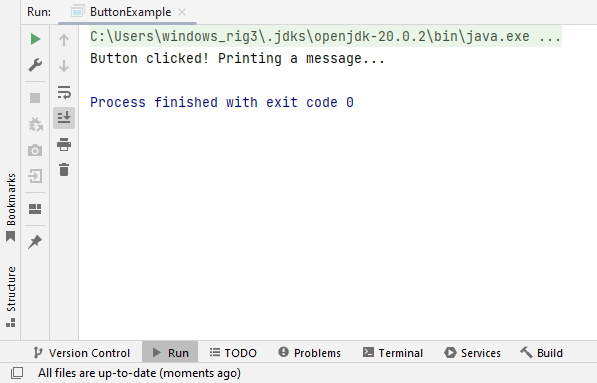 Run: ButtonExample
C:\Users\windows_rig3\.jdks\openjdk-20.0.2\bin\java.exe ...
Button clicked! Printing a message...
Process finished with exit code 0
Bookmarks
Structure
Version Control Run TODO Problems Terminal Services Build
All files are up-to-date (moments ago)